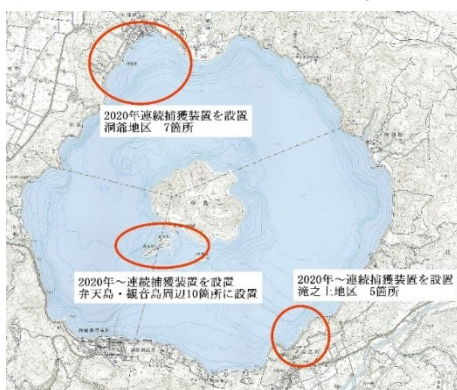 2020年連続捕獲装置を設置
洞爺地区 7箇所
中島
2020年～連続捕獲装置を設置
弁天島・観音島周辺10箇所に設置
2020年～連続捕獲装置を設置
滝之上地区 5箇所